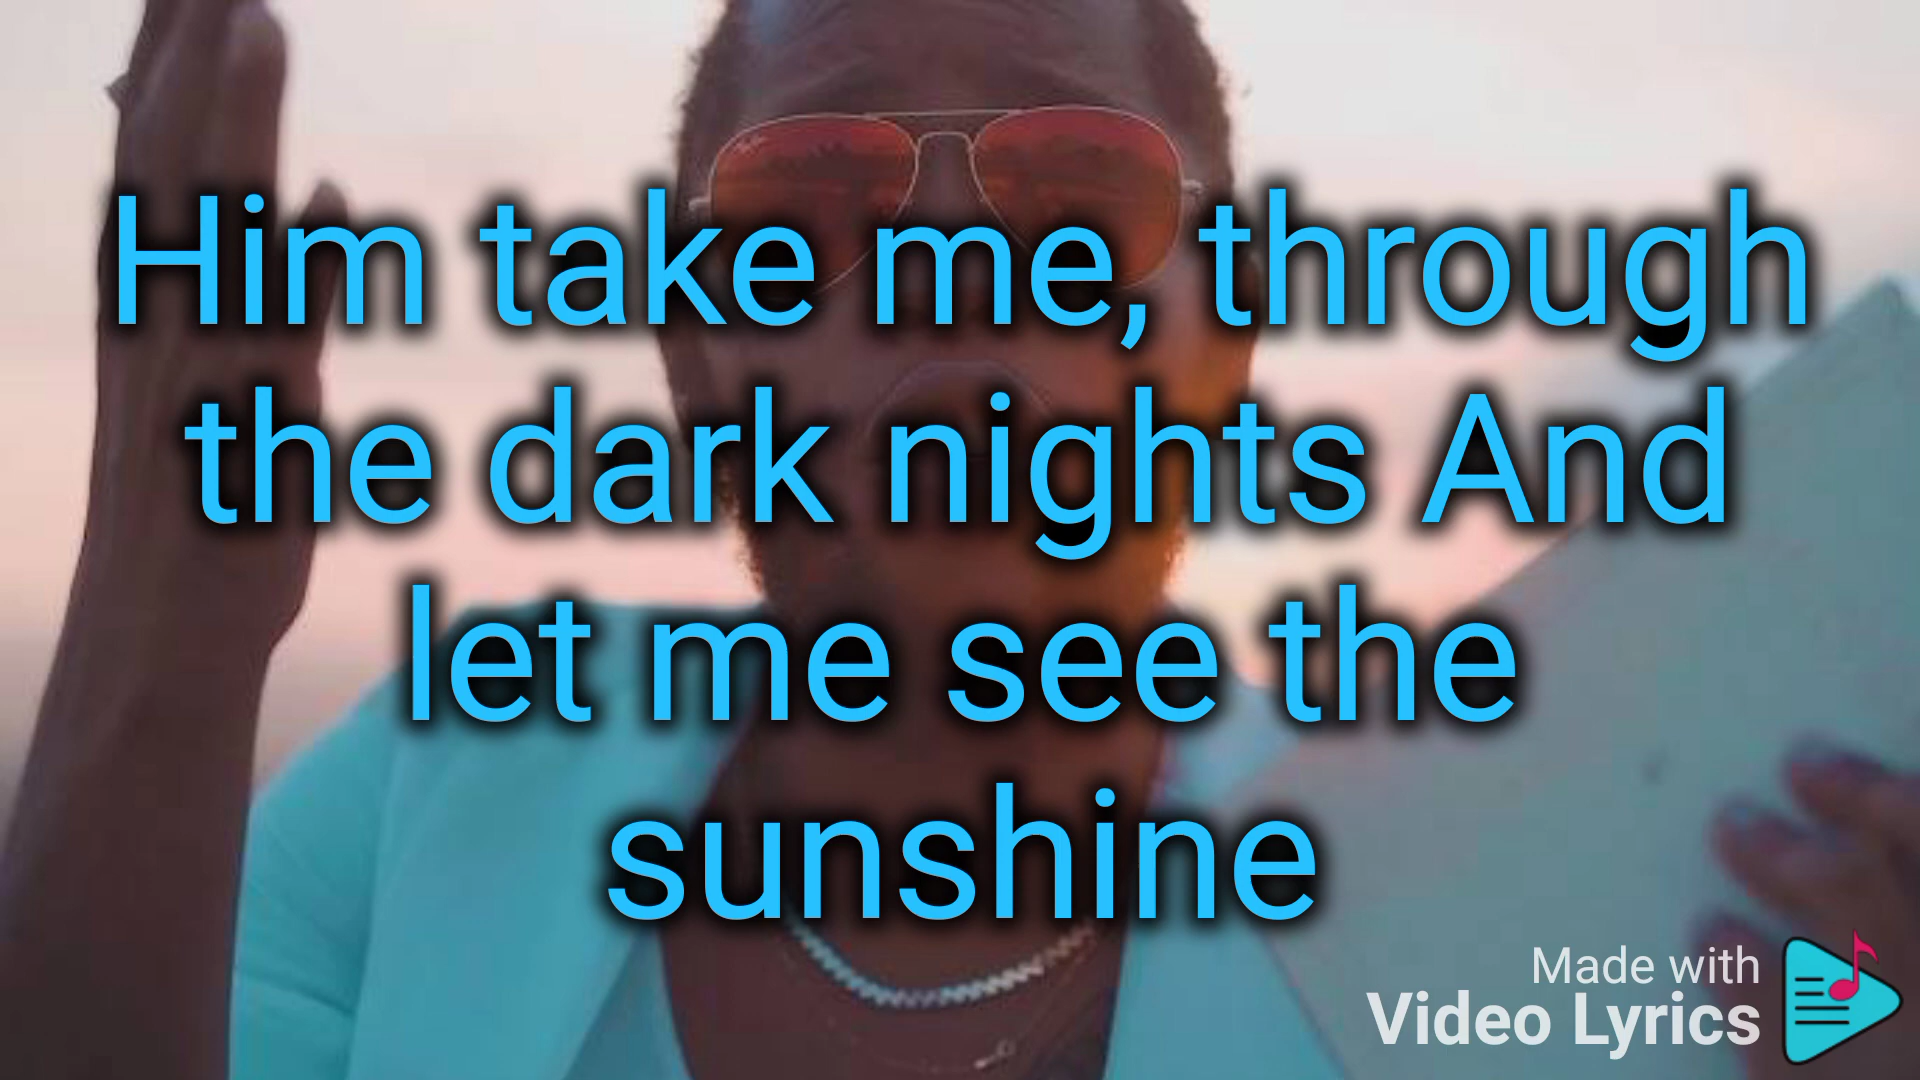 Him take me, through
the dark nights And
let me see the
sunshine
Made with
Video Lyrics